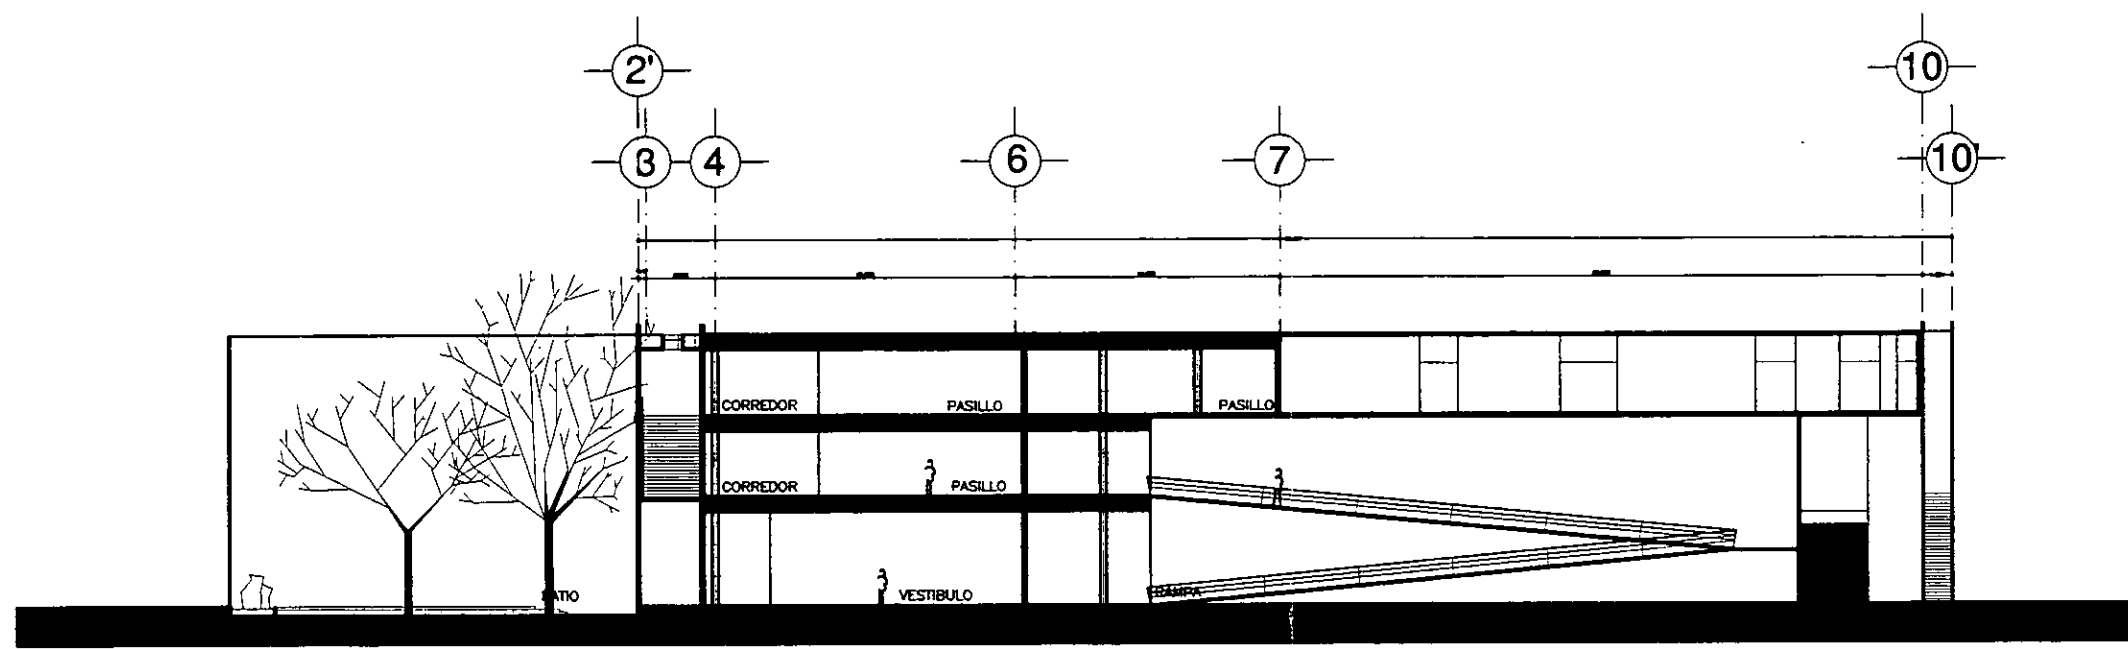 2' 10
3 4 6 7 10'
CORREDOR PASILLO PASILLO
CORREDOR PASILLO
PATIO VESTIBULO RAMPA